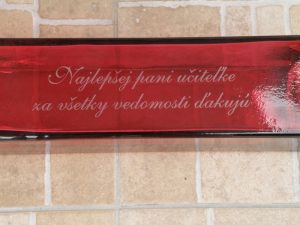 Najlepšej pani učiteľke
za všetky vedomosti ďakujú